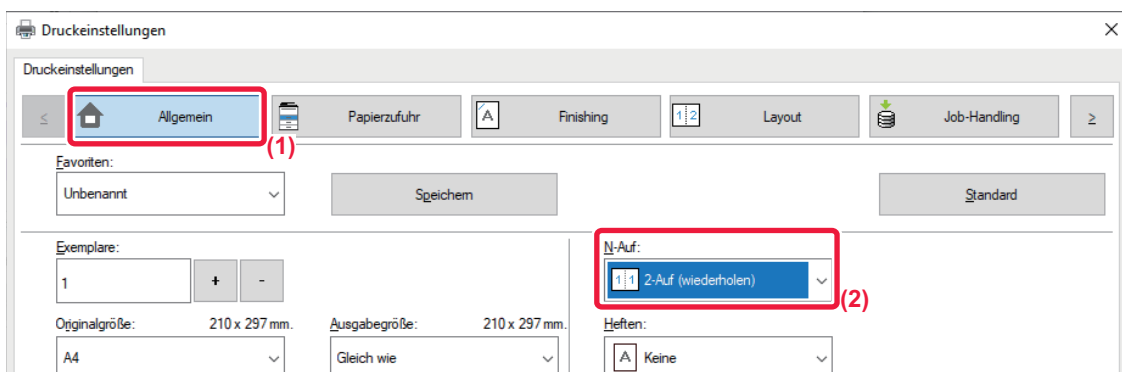 Druckeinstellungen
Druckeinstellungen
< Allgemein Papierzufuhr A Finishing 1 2 Layout Job-Handling >
(1)
Favoriten:
Unbenannt Speichern Standard
Exemplare: N-Auf:
1 + - 1 1 2-Auf (wiederholen)
(2)
Originalgröße: 210 x 297 mm. Ausgabegröße: 210 x 297 mm. Heften:
A4 Gleich wie A Keine